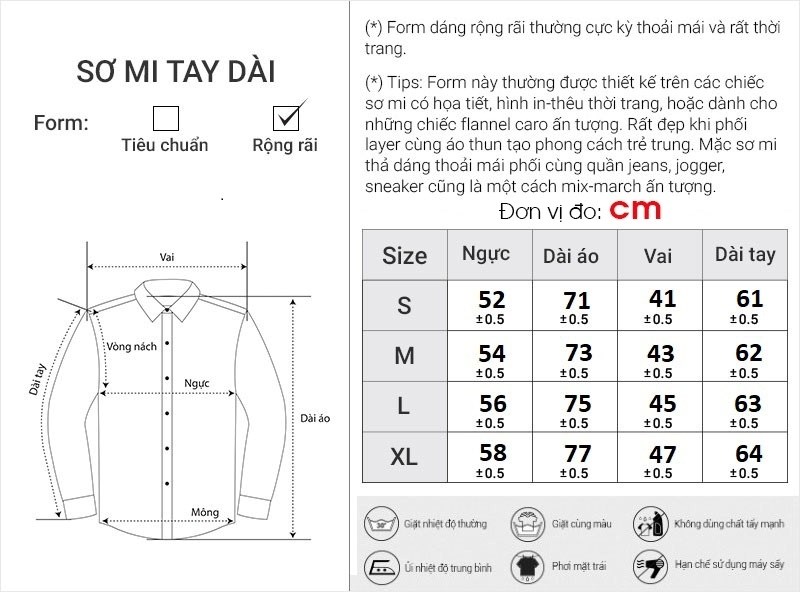 SƠ MI TAY DÀI
Form:
Tiêu chuẩn
Rộng rãi
Vai
Vòng nách
Dài tay
Ngực
Dài áo
Mông
(*) Form dáng rộng rãi thường cực kỳ thoải mái và rất thời
trang.
(*) Tips: Form này thường được thiết kế trên các chiếc
sơ mi có họa tiết, hình in-thêu thời trang, hoặc dành cho
những chiếc flannel caro ấn tượng. Rất đẹp khi phối
layer cùng áo thun tạo phong cách trẻ trung. Mặc sơ mi
thả dáng thoải mái phối cùng quần jeans, jogger,
sneaker cũng là một cách mix-march ấn tượng.
Đơn vị đo: cm
Size Ngực Dài áo Vai Dài tay
S 52 ±0.5 71 ±0.5 41 ±0.5 61 ±0.5
M 54 ±0.5 73 ±0.5 43 ±0.5 62 ±0.5
L 56 ±0.5 75 ±0.5 45 ±0.5 63 ±0.5
XL 58 ±0.5 77 ±0.5 47 ±0.5 64 ±0.5
30° Giặt nhiệt độ thường
Giặt cùng màu
Không dùng chất tẩy mạnh
Ủi nhiệt độ trung bình
Phơi mặt trái
Hạn chế sử dụng máy sấy